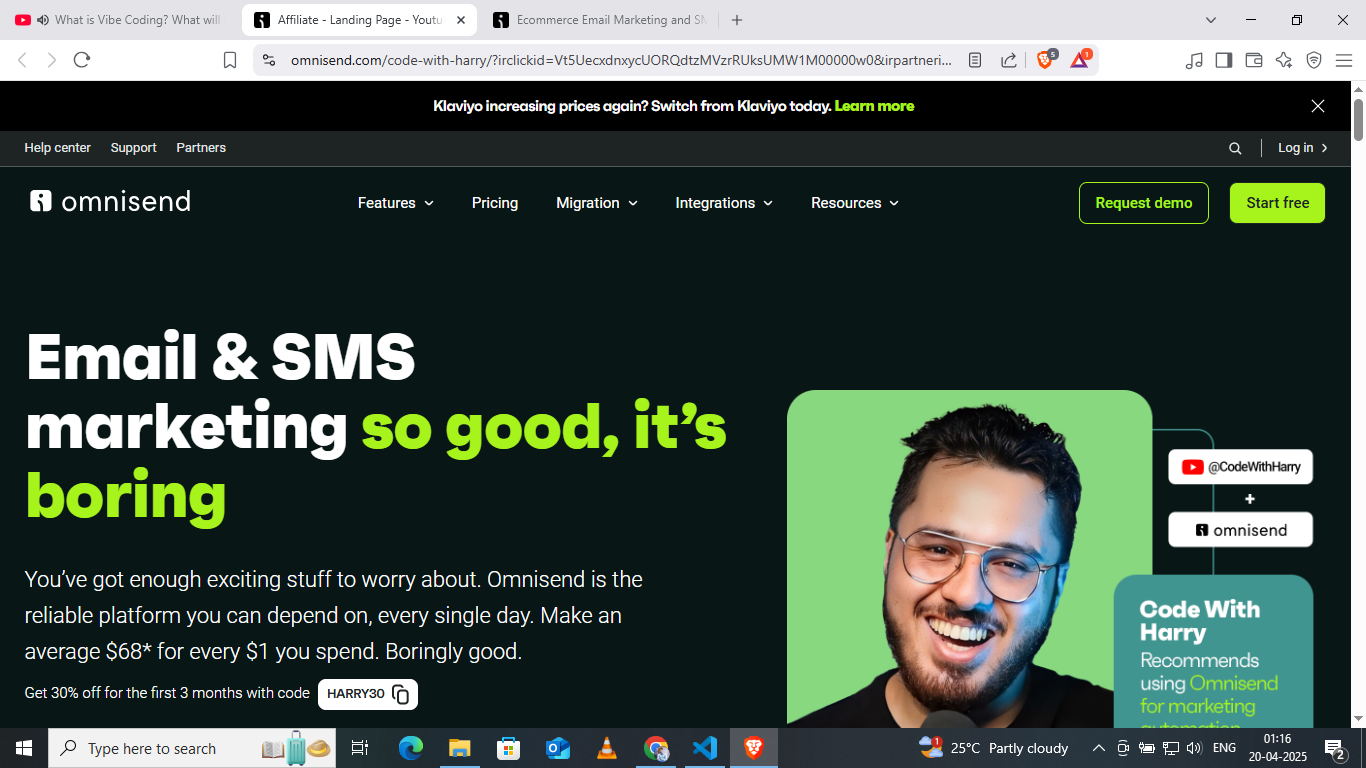 What is Vibe Coding? What will
Affiliate - Landing Page - Youtu
Ecommerce Email Marketing and SM
omnisend.com/code-with-harry/?irclickid=Vt5UecxdnxycUORQdtzMVzrRUksUMW1M00000w0&irpartneri...
5
1
Klaviyo increasing prices again? Switch from Klaviyo today. Learn more
Help center Support Partners
Log in
omnisend
Features Pricing Migration Integrations Resources
Request demo
Start free
Email & SMS
marketing so good, it's
boring
You've got enough exciting stuff to worry about. Omnisend is the
reliable platform you can depend on, every single day. Make an
average $68* for every $1 you spend. Boringly good.
Get 30% off for the first 3 months with code HARRY30
@CodeWithHarry
+
omnisend
Code With
Harry
Recommends
using Omnisend
for marketing
automation
Type here to search
25°C Partly cloudy
ENG
01:16
20-04-2025
2